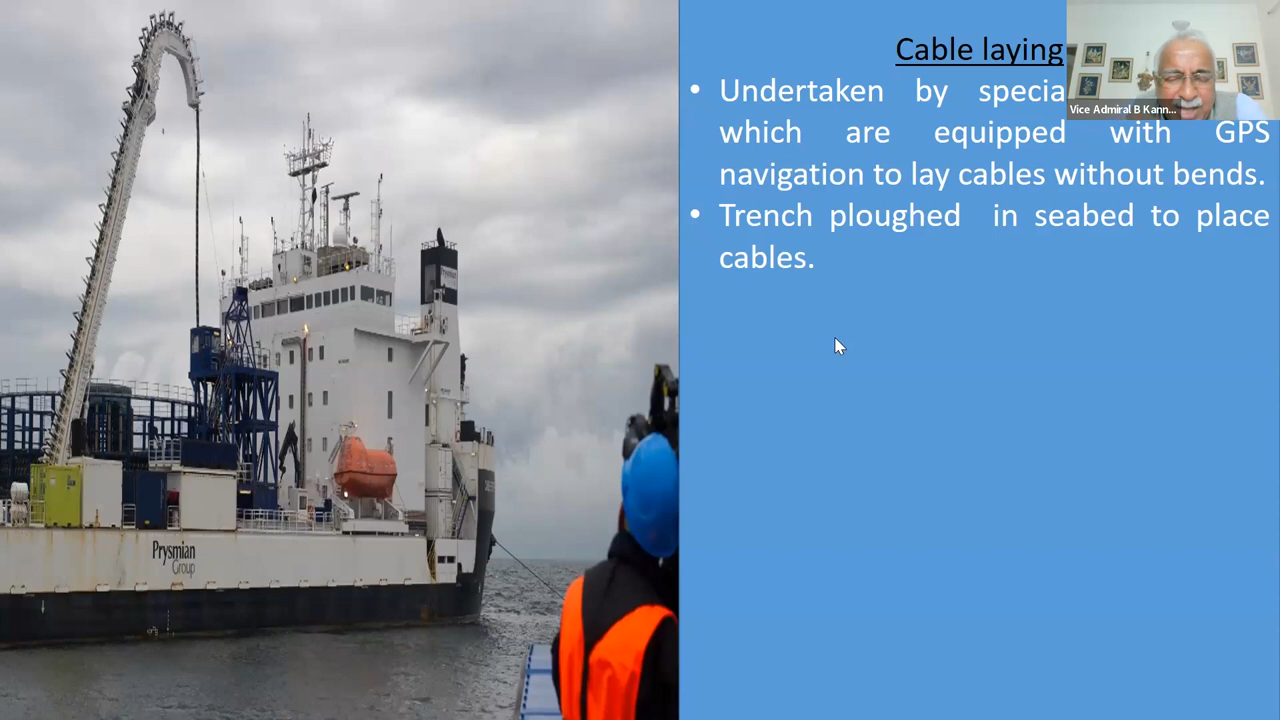 Cable laying
Vice Admiral B Kann...
• Undertaken by specia
which are equipped with GPS
navigation to lay cables without bends.
• Trench ploughed in seabed to place
cables.
Prysmian
Prysmian
Group